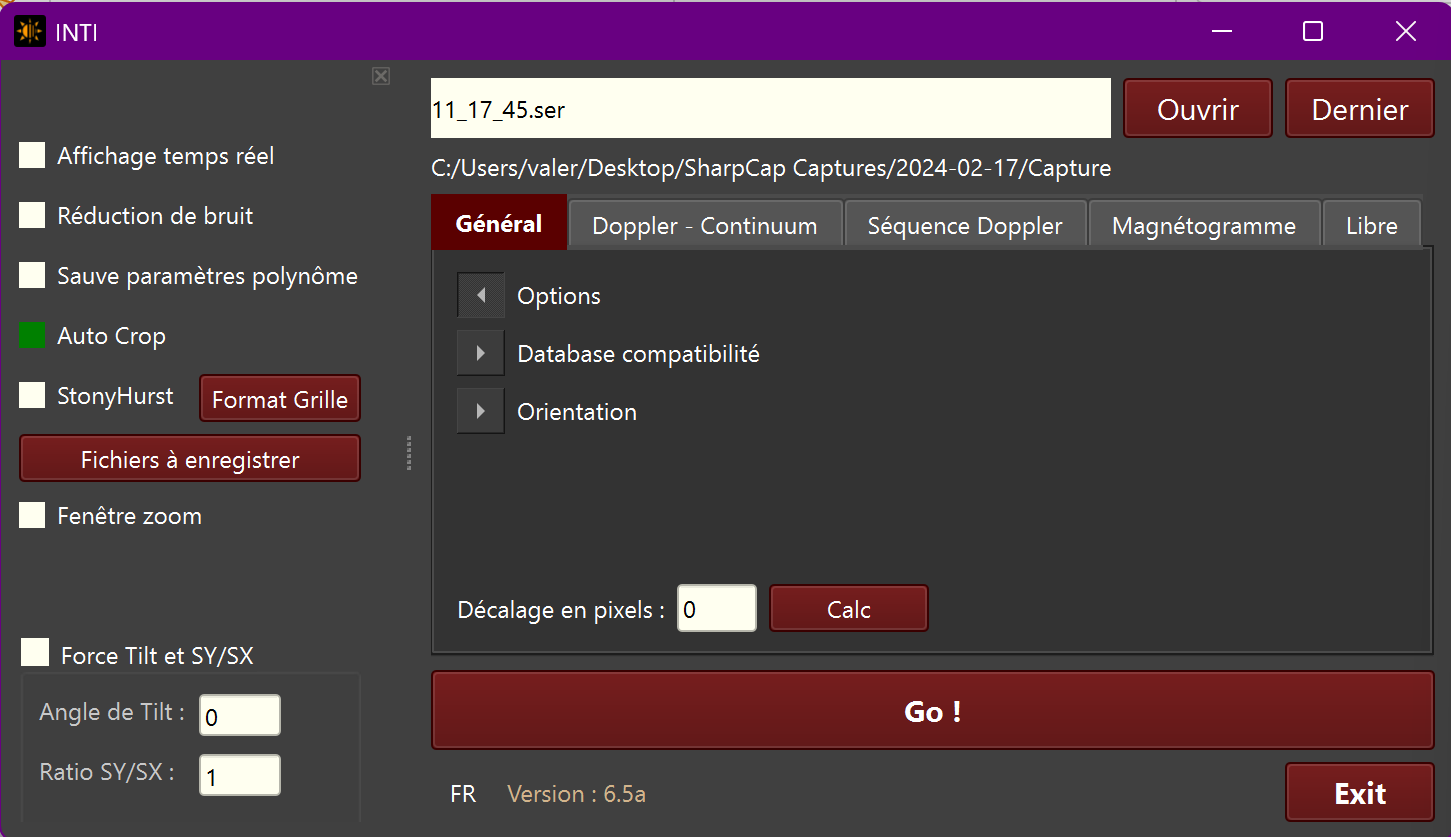 INTI
11_17_45.ser
Ouvrir
Dernier
C:/Users/valer/Desktop/SharpCap Captures/2024-02-17/Capture
Affichage temps réel
Réduction de bruit
Sauve paramètres polynôme
Auto Crop
StonyHurst
Format Grille
Fichiers à enregistrer
Fenêtre zoom
Force Tilt et SY/SX
Angle de Tilt : 0
Ratio SY/SX : 1
Général
Doppler - Continuum
Séquence Doppler
Magnétogramme
Libre
Options
Database compatibilité
Orientation
Décalage en pixels : 0
Calc
Go !
FR
Version : 6.5a
Exit